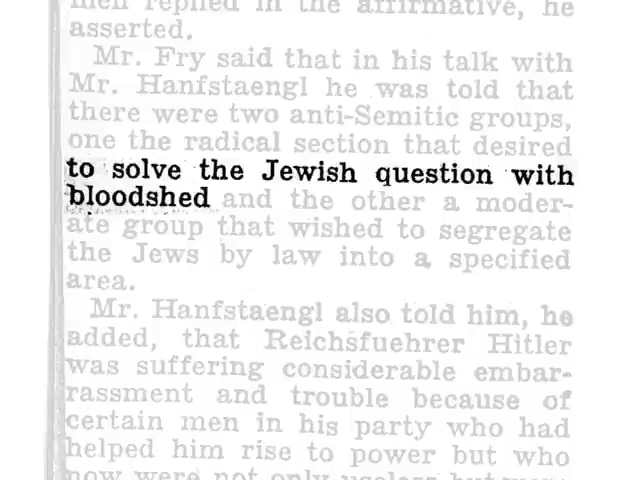 men replied in the affirmative, he
asserted.
Mr. Fry said that in his talk with
Mr. Hanfstaengl he was told that
there were two anti-Semitic groups,
one the radical section that desired
to solve the Jewish question with
bloodshed and the other a moder-
ate group that wished to segregate
the Jews by law into a specified
area.
Mr. Hanfstaengl also told him, he
added, that Reichsfuehrer Hitler
was suffering considerable embar-
rassment and trouble because of
certain men in his party who had
helped him rise to power but who
now were not only useless but were